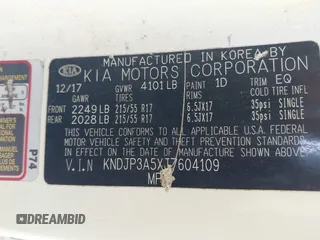 MANUFACTURED IN KOREA BY
KIA KIA MOTORS CORPORATION
12/17 GVWR 4101LB PAINT 1D TRIM EQ
GAWR TIRES RIMS COLD TIRE INFL
FRONT 2249LB 215/55 R17 6.5JX17 35psi SINGLE
REAR 2028LB 215/55 R17 6.5JX17 35psi SINGLE
THIS VEHICLE CONFORMS TO ALL APPLICABLE U.S.A. FEDERAL
MOTOR VEHICLE SAFETY AND THEFT PREVENTION STANDARDS
IN EFFECT ON THE DATE OF MANUFACTURE SHOWN ABOVE
V.I.N KNDJP3A5XJ7604109
P74
DREAMBID